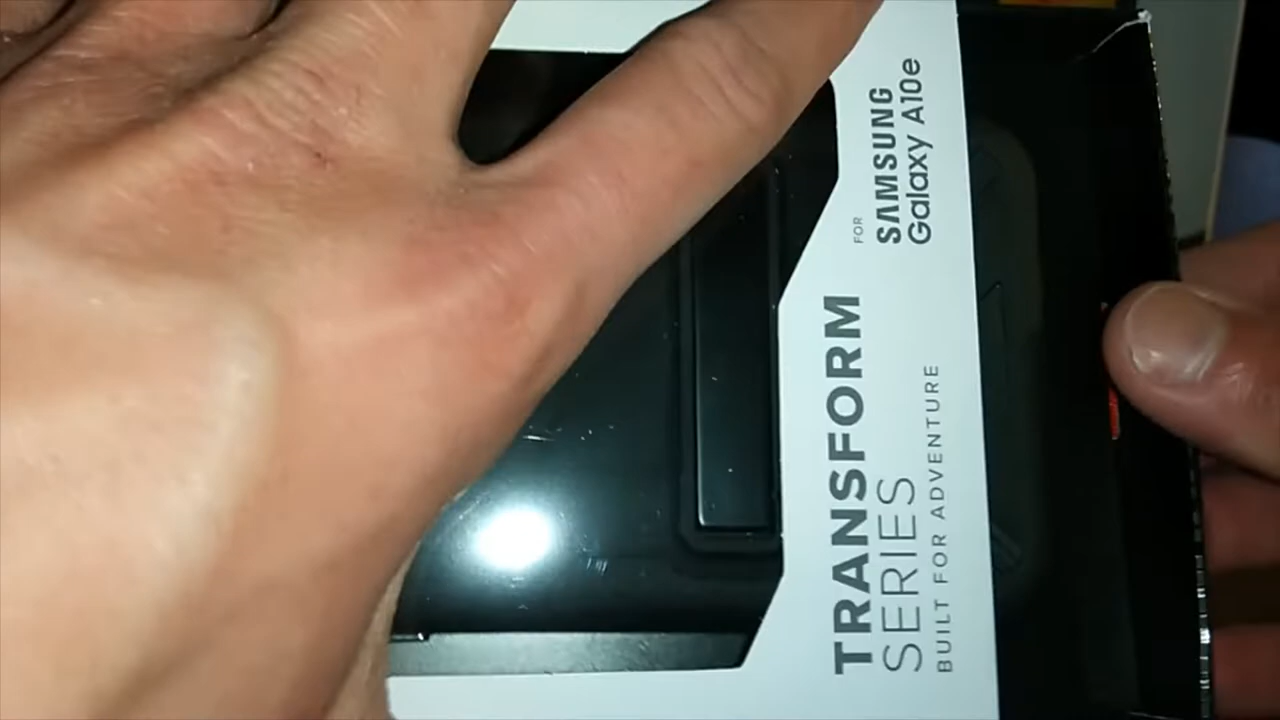 FOR
SAMSUNG
Galaxy A10e
TRANSFORM
SERIES
BUILT FOR ADVENTURE